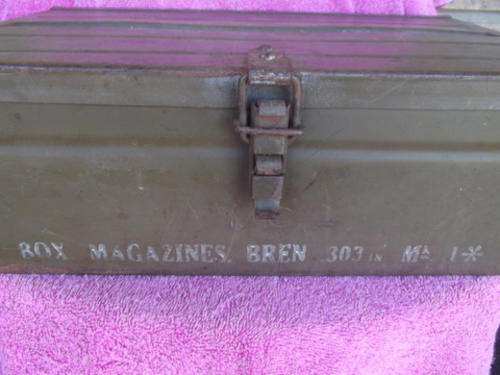 BOX MAGAZINES. BREN 303 IN Mk 1*